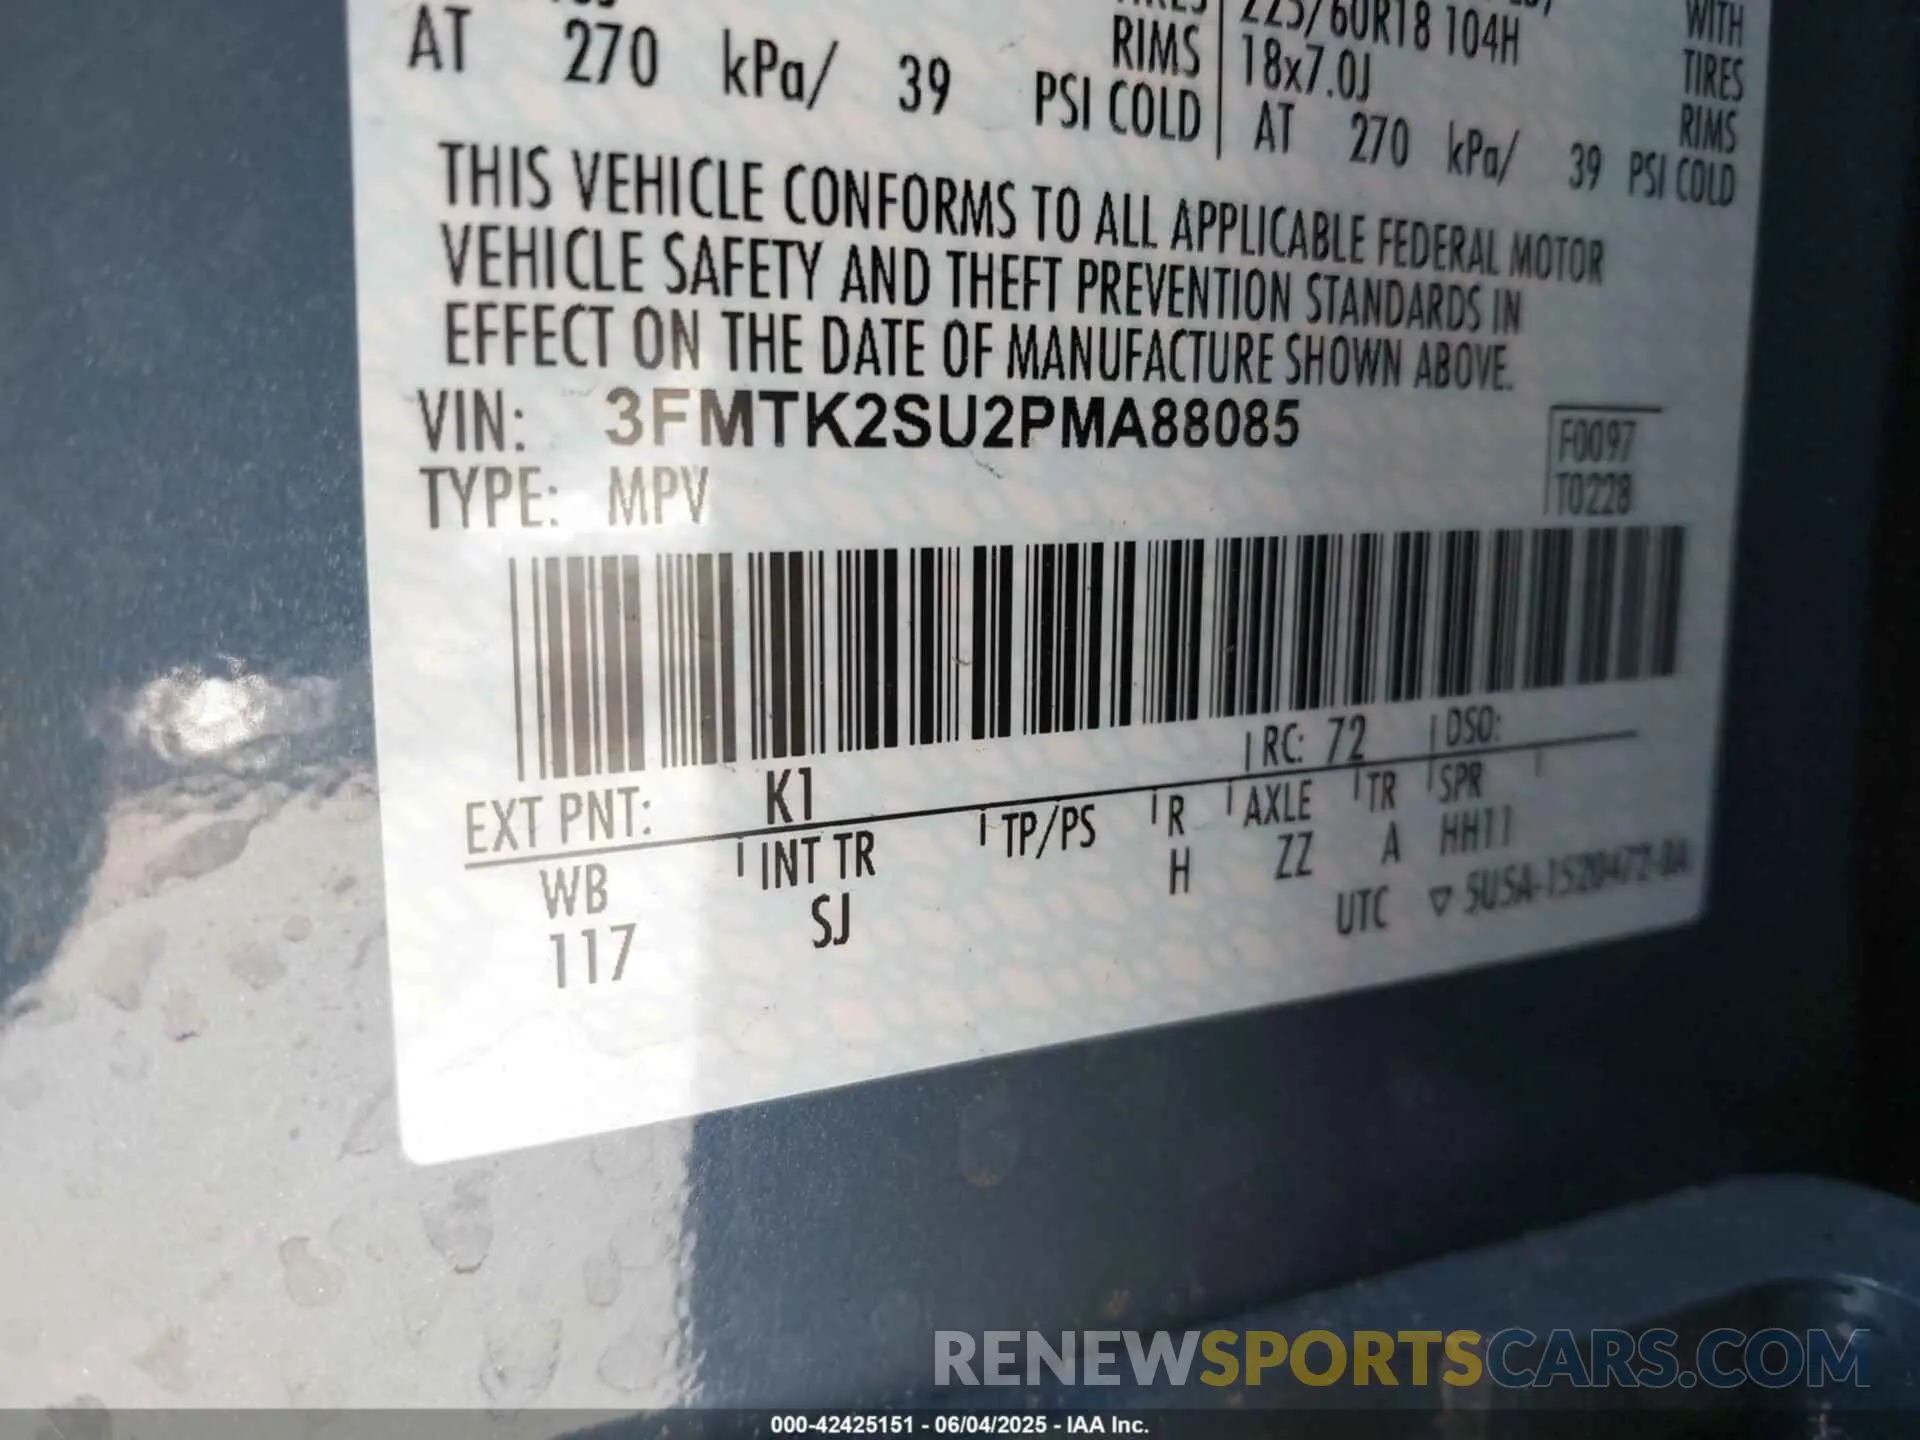 225/60R18 104H WITH
RIMS 18x7.0J TIRES
AT 270 kPa/ 39 PSI COLD RIMS
AT 270 kPa/ 39 PSI COLD
THIS VEHICLE CONFORMS TO ALL APPLICABLE FEDERAL MOTOR
VEHICLE SAFETY AND THEFT PREVENTION STANDARDS IN
EFFECT ON THE DATE OF MANUFACTURE SHOWN ABOVE.
VIN: 3FMTK2SU2PMA88085
TYPE: MPV
F0097
T0228
EXT PNT: K1 RC: 72 DSO:
WB INT TR TP/PS R AXLE TR SPR
117 SJ H ZZ A HH11
UTC ▽ 5U5A-1520472-AA
RENEWSPORTSCARS.COM
000-42425151 - 06/04/2025 - IAA Inc.